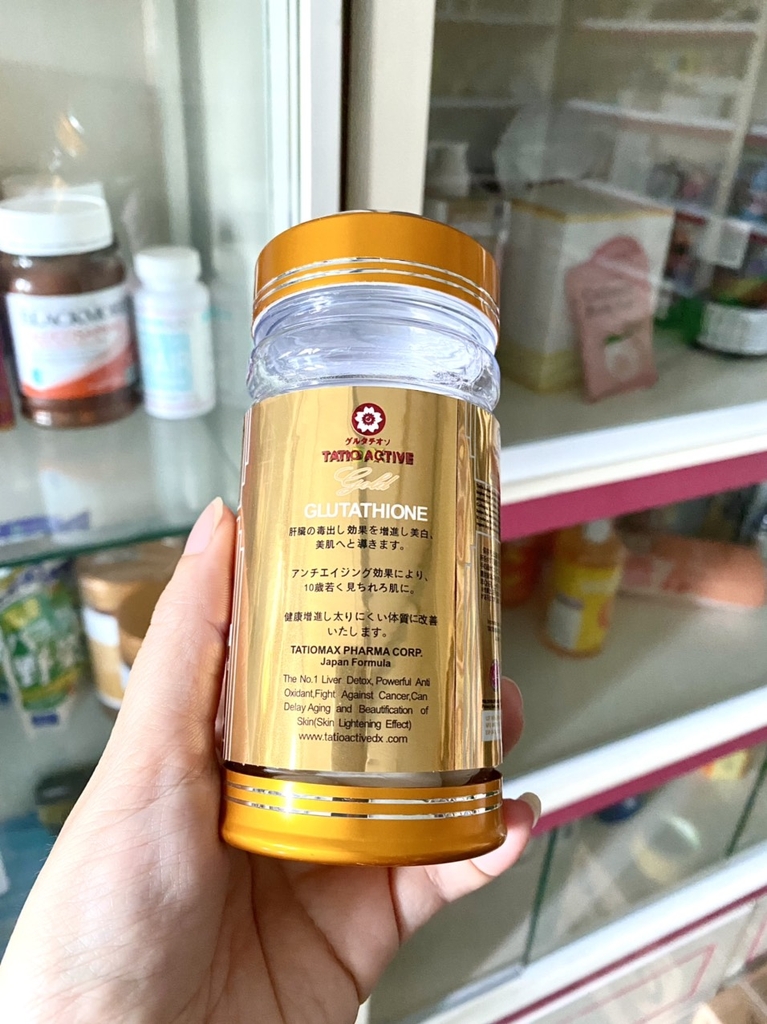 グルタチオン
TATIO ACTIVE
Gold
GLUTATHIONE
肝臓の毒出し効果を増進し美白、
美肌へと導きます。
アンチエイジング効果により、
10歳若く見ちれろ肌に。
健康増進し太りにくい体質に改善
いたします。
TATIOMAX PHARMA CORP.
Japan Formula
The No.1 Liver Detox, Powerful Anti
Oxidant,Fight Against Cancer,Can
Delay Aging and Beautification of
Skin(Skin Lightening Effect)
www.tatioactivedx.com